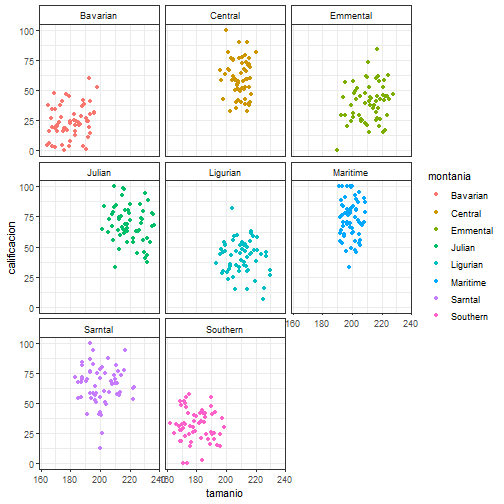 Bavarian Central Emmental
100
75
50
25
0
Julian Ligurian Maritime
100
75
50
25
0
160 180 200 220 240
Sarntal Southern
100
75
50
25
0
160 180 200 220 240 160 180 200 220 240
calificacion
tamanio
montania
Bavarian
Central
Emmental
Julian
Ligurian
Maritime
Sarntal
Southern